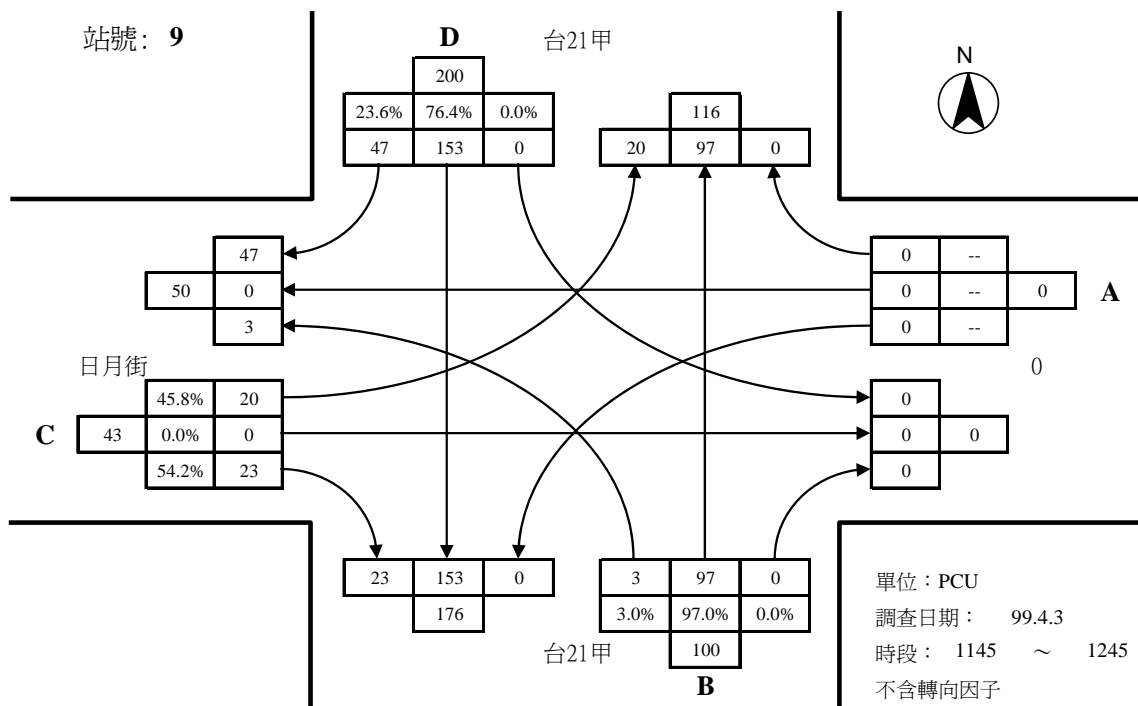 站號: 9
D
台21甲
N
200
23.6% 76.4% 0.0%
47 153 0
116
20 97 0
47
50 0
3
0 --
0 -- 0
0 --
A
日月街
0
45.8% 20
C
43 0.0% 0
54.2% 23
0
0 0
0
23 153 0
176
3 97 0
3.0% 97.0% 0.0%
100
台21甲
B
單位：PCU
調查日期： 99.4.3
時段： 1145 ～ 1245
不含轉向因子